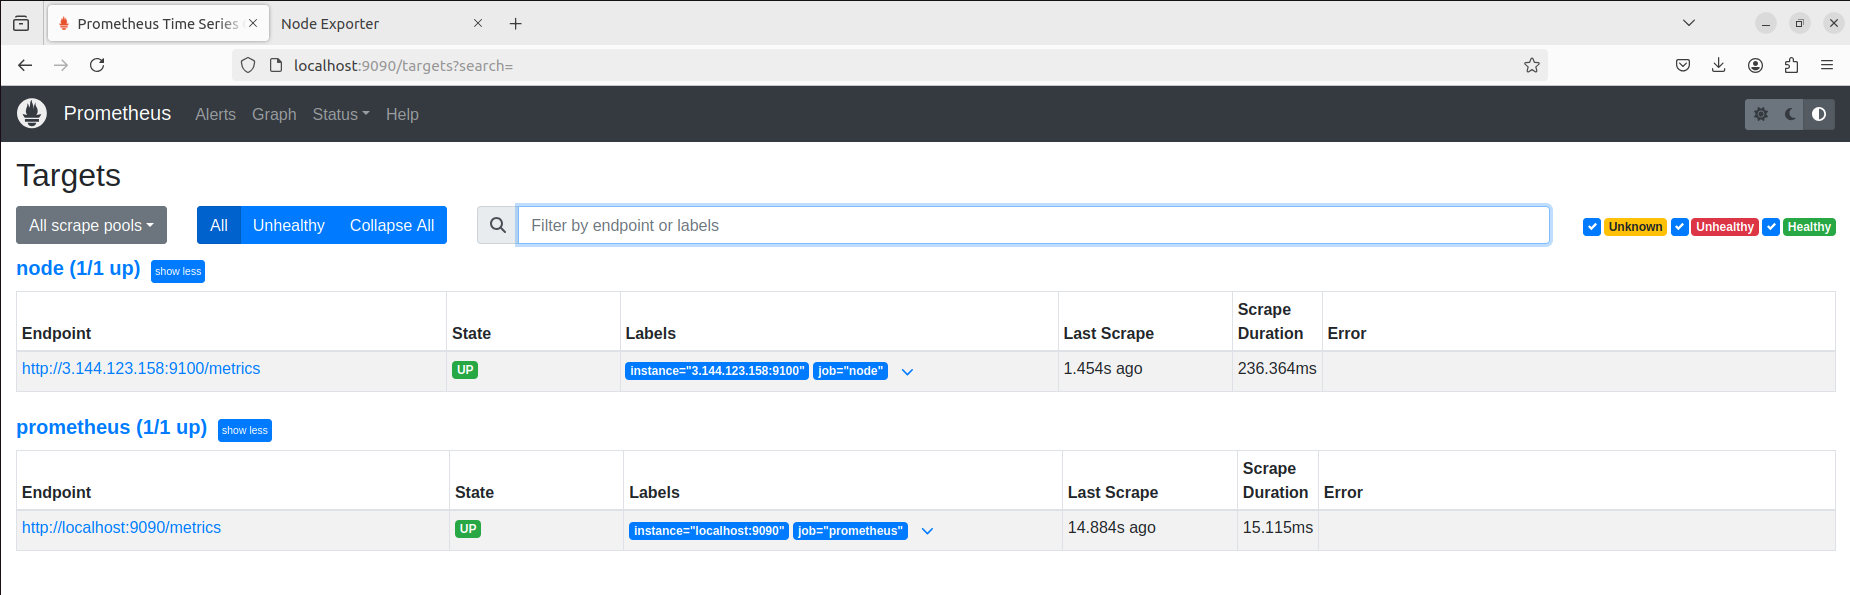 Prometheus Time Series
Node Exporter
localhost:9090/targets?search=
Prometheus Alerts Graph Status Help
Targets
All scrape pools All Unhealthy Collapse All Filter by endpoint or labels Unknown Unhealthy Healthy
node (1/1 up) show less
Endpoint State Labels Last Scrape Scrape Duration Error
http://3.144.123.158:9100/metrics UP instance="3.144.123.158:9100" job="node" 1.454s ago 236.364ms
prometheus (1/1 up) show less
Endpoint State Labels Last Scrape Scrape Duration Error
http://localhost:9090/metrics UP instance="localhost:9090" job="prometheus" 14.884s ago 15.115ms